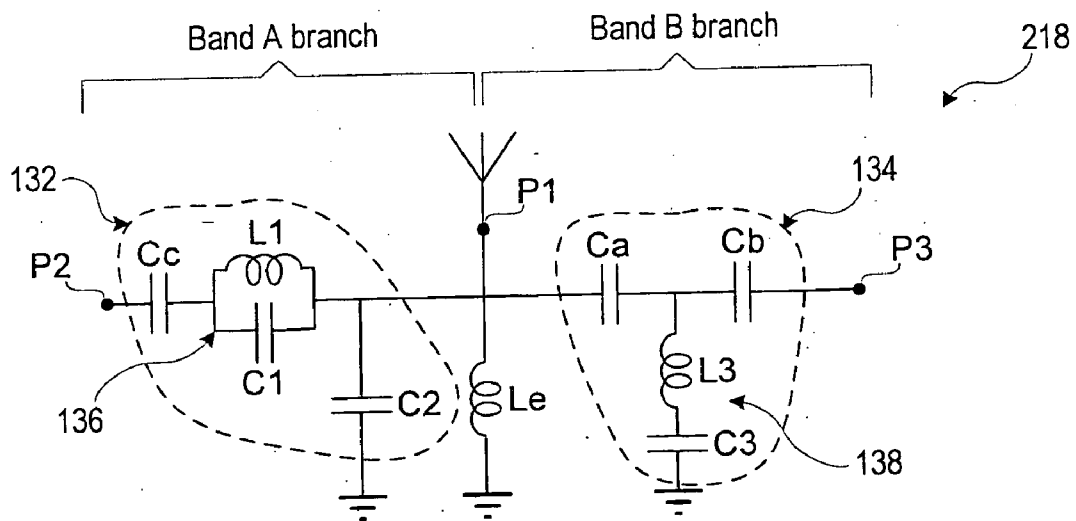 Band A branch
Band B branch
218
132
134
P1
L1
Ca
Cb
P3
P2
Cc
C1
C2
Le
L3
C3
136
138